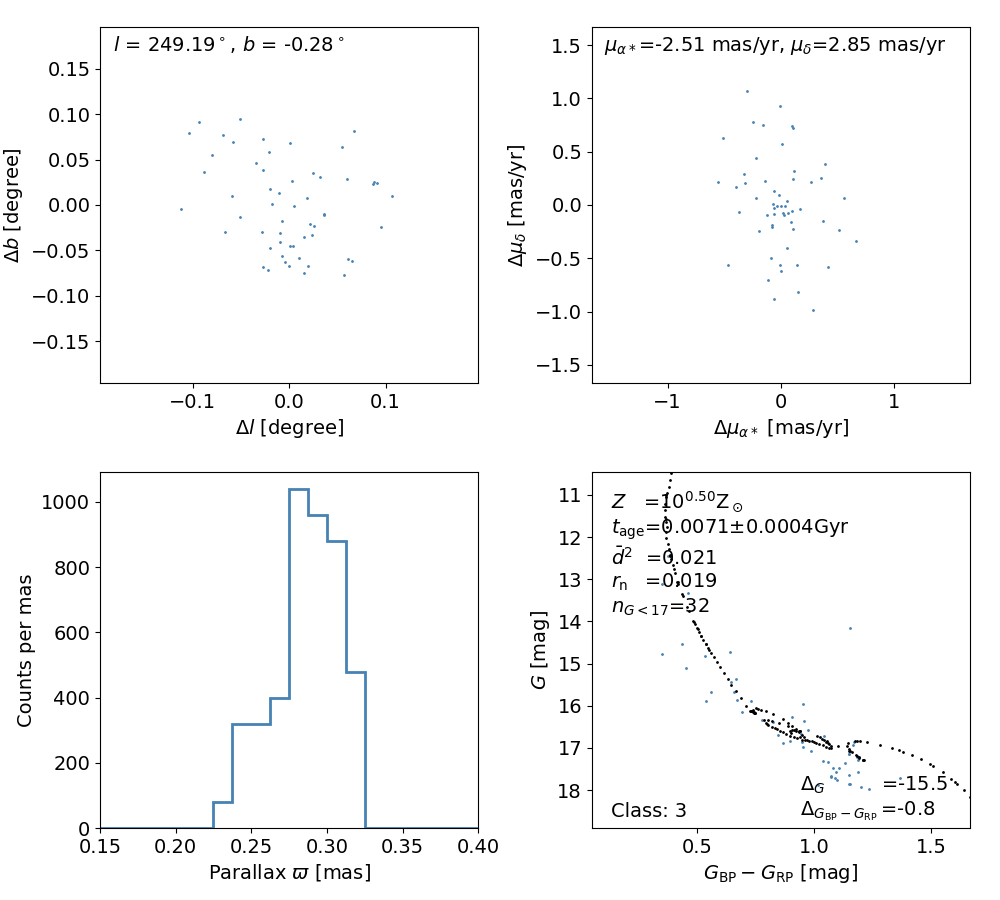 l = 249.19°, b = -0.28°
0.15
0.10
0.05
0.00
−0.05
−0.10
−0.15
Δb [degree]
−0.1 0.0 0.1
Δl [degree]
μα∗=-2.51 mas/yr, μδ=2.85 mas/yr
1.5
1.0
0.5
0.0
−0.5
−1.0
−1.5
Δμδ [mas/yr]
−1 0 1
Δμα∗ [mas/yr]
1000
800
600
400
200
0
Counts per mas
0.15 0.20 0.25 0.30 0.35 0.40
Parallax ϖ [mas]
11
12
13
14
15
16
17
18
G [mag]
Z =10^0.50 Z⊙
t_age=0.0071±0.0004Gyr
d̄² =0.021
r_n =0.019
n_G<17=32
Δ_G =-15.5
Class: 3 Δ_GBP−GRP =-0.8
0.5 1.0 1.5
G_BP − G_RP [mag]